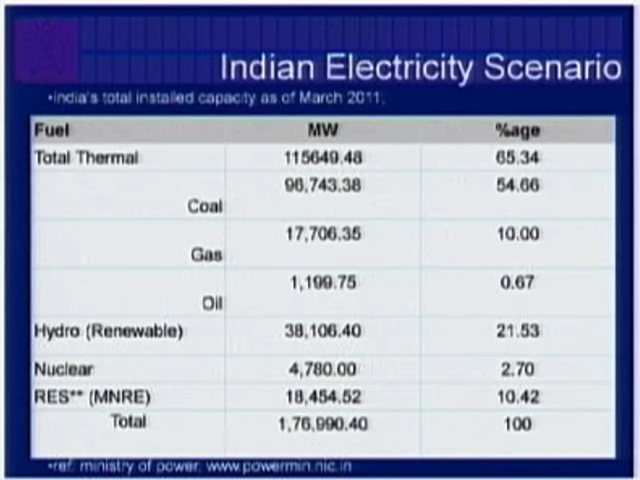 Indian Electricity Scenario
•India's total installed capacity as of March 2011;
Fuel MW %age
Total Thermal 115649.48 65.34
Coal 96,743.38 54.66
Gas 17,706.35 10.00
Oil 1,199.75 0.67
Hydro (Renewable) 38,106.40 21.53
Nuclear 4,780.00 2.70
RES** (MNRE) 18,454.52 10.42
Total 1,76,990.40 100
•ref: ministry of power: www.powermin.nic.in